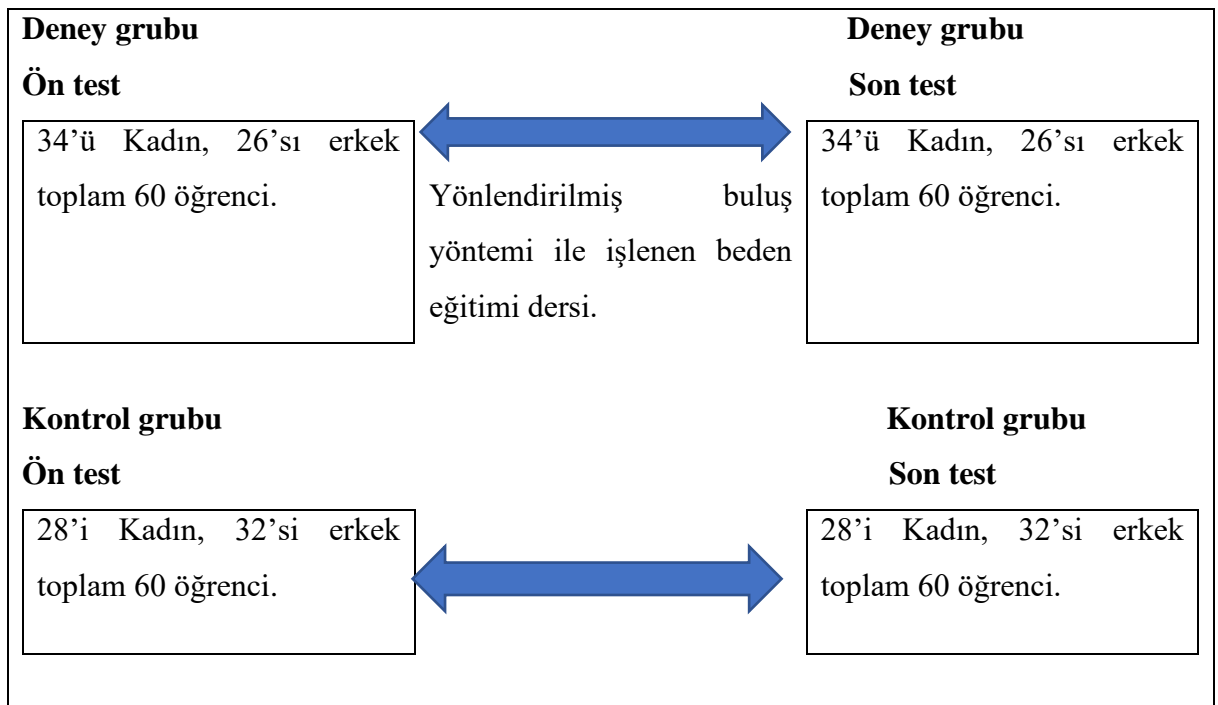 Deney grubu
Deney grubu
Ön test
Son test
34’ü Kadın, 26’sı erkek
toplam 60 öğrenci.
Yönlendirilmiş buluş
yöntemi ile işlenen beden
eğitimi dersi.
34’ü Kadın, 26’sı erkek
toplam 60 öğrenci.
Kontrol grubu
Kontrol grubu
Ön test
Son test
28’i Kadın, 32’si erkek
toplam 60 öğrenci.
28’i Kadın, 32’si erkek
toplam 60 öğrenci.